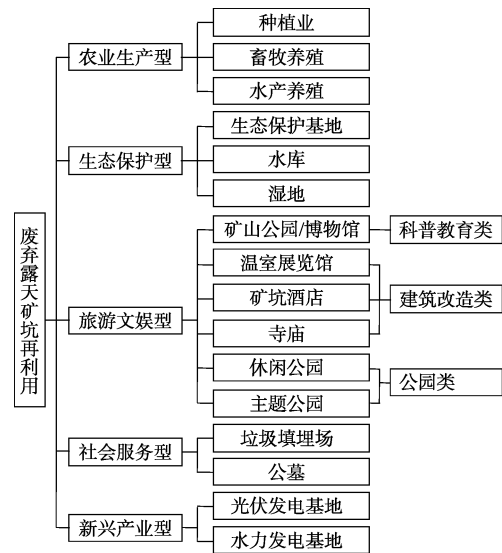 废弃露天矿坑再利用
农业生产型
种植业
畜牧养殖
水产养殖
生态保护型
生态保护基地
水库
湿地
旅游文娱型
矿山公园/博物馆
科普教育类
温室展览馆
矿坑酒店
寺庙
建筑改造类
休闲公园
主题公园
公园类
社会服务型
垃圾填埋场
公墓
新兴产业型
光伏发电基地
水力发电基地